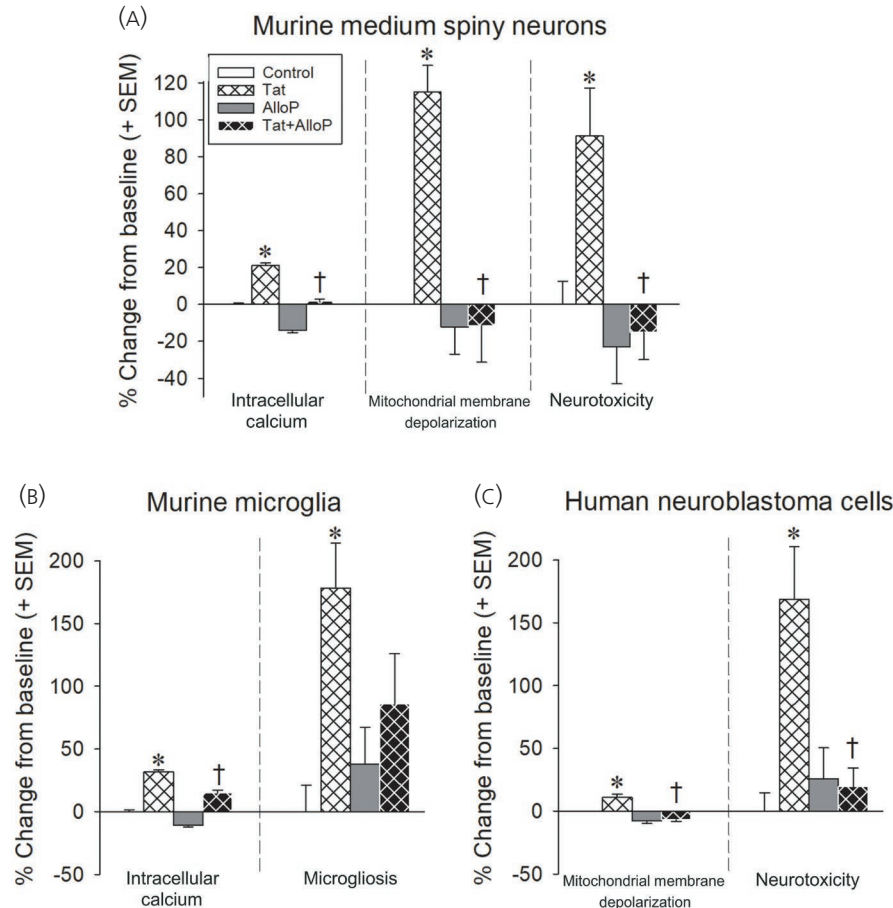 (A)
Murine medium spiny neurons
% Change from baseline (+ SEM)
120
100
80
60
40
20
0
-20
-40
Control
Tat
AlloP
Tat+AlloP
*
†
*
†
*
†
Intracellular
calcium
Mitochondrial membrane
depolarization
Neurotoxicity
(B)
Murine microglia
% Change from baseline (+ SEM)
200
150
100
50
0
-50
*
†
*
Intracellular
calcium
Microgliosis
(C)
Human neuroblastoma cells
% Change from baseline (+ SEM)
200
150
100
50
0
-50
*
†
*
†
Mitochondrial membrane
depolarization
Neurotoxicity